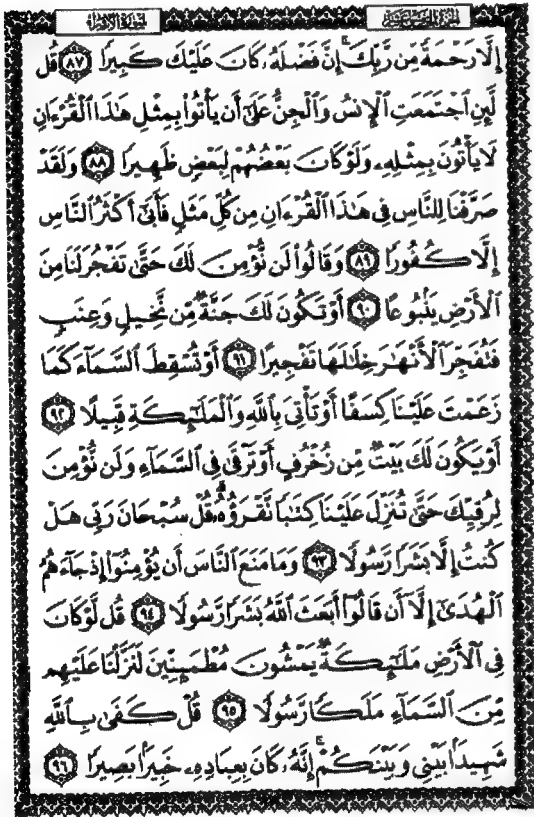 سورة الإسراء الجزء الخامس عشر
إِلَّا رَحْمَةً مِّن رَّبِّكَ ۚ إِنَّ فَضْلَهُۥ كَانَ عَلَيْكَ كَبِيرًا ٨٧ قُل
لَّئِنِ ٱجْتَمَعَتِ ٱلْإِنسُ وَٱلْجِنُّ عَلَىٰٓ أَن يَأْتُوا۟ بِمِثْلِ هَٰذَا ٱلْقُرْءَانِ
لَا يَأْتُونَ بِمِثْلِهِۦ وَلَوْ كَانَ بَعْضُهُمْ لِبَعْضٍ ظَهِيرًا ٨٨ وَلَقَدْ
صَرَّفْنَا لِلنَّاسِ فِى هَٰذَا ٱلْقُرْءَانِ مِن كُلِّ مَثَلٍ فَأَبَىٰٓ أَكْثَرُ ٱلنَّاسِ
إِلَّا كُفُورًا ٨٩ وَقَالُوا۟ لَن نُّؤْمِنَ لَكَ حَتَّىٰ تَفْجُرَ لَنَا مِنَ
ٱلْأَرْضِ يَنۢبُوعًا ٩٠ أَوْ تَكُونَ لَكَ جَنَّةٌ مِّن نَّخِيلٍ وَعِنَبٍ
فَتُفَجِّرَ ٱلْأَنْهَٰرَ خِلَٰلَهَا تَفْجِيرًا ٩١ أَوْ تُسْقِطَ ٱلسَّمَآءَ كَمَا
زَعَمْتَ عَلَيْنَا كِسَفًا أَوْ تَأْتِىَ بِٱللَّهِ وَٱلْمَلَٰٓئِكَةِ قَبِيلًا ٩٢
أَوْ يَكُونَ لَكَ بَيْتٌ مِّن زُخْرُفٍ أَوْ تَرْقَىٰ فِى ٱلسَّمَآءِ وَلَن نُّؤْمِنَ
لِرُقِيِّكَ حَتَّىٰ تُنَزِّلَ عَلَيْنَا كِتَٰبًا نَّقْرَؤُهُۥ ۗ قُلْ سُبْحَانَ رَبِّى هَلْ
كُنتُ إِلَّا بَشَرًا رَّسُولًا ٩٣ وَمَا مَنَعَ ٱلنَّاسَ أَن يُؤْمِنُوٓا۟ إِذْ جَآءَهُمُ
ٱلْهُدَىٰٓ إِلَّآ أَن قَالُوٓا۟ أَبَعَثَ ٱللَّهُ بَشَرًا رَّسُولًا ٩٤ قُل لَّوْ كَانَ
فِى ٱلْأَرْضِ مَلَٰٓئِكَةٌ يَمْشُونَ مُطْمَئِنِّينَ لَنَزَّلْنَا عَلَيْهِم
مِّنَ ٱلسَّمَآءِ مَلَكًا رَّسُولًا ٩٥ قُلْ كَفَىٰ بِٱللَّهِ
شَهِيدًۢا بَيْنِى وَبَيْنَكُمْ ۚ إِنَّهُۥ كَانَ بِعِبَادِهِۦ خَبِيرًۢا بَصِيرًا ٩٦